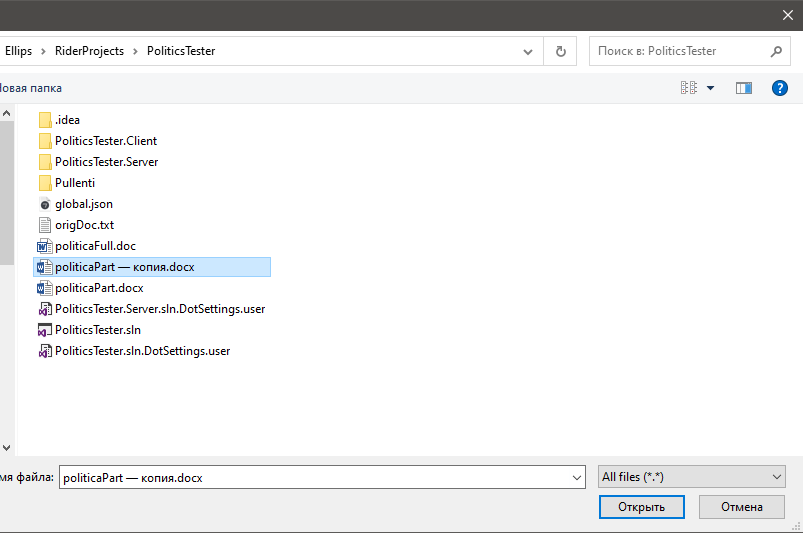 Ellips > RiderProjects > PoliticsTester
Поиск в: PoliticsTester
овая папка
.idea
PoliticsTester.Client
PoliticsTester.Server
Pullenti
global.json
origDoc.txt
politicaFull.doc
politicaPart — копия.docx
politicaPart.docx
PoliticsTester.Server.sln.DotSettings.user
PoliticsTester.sln
PoliticsTester.sln.DotSettings.user
мя файла: politicaPart — копия.docx
All files (*.*)
Открыть
Отмена